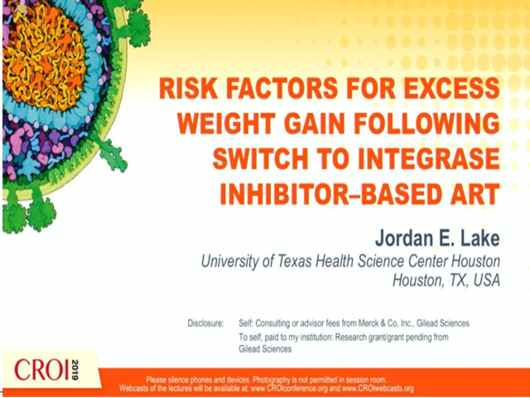 RISK FACTORS FOR EXCESS
WEIGHT GAIN FOLLOWING
SWITCH TO INTEGRASE
INHIBITOR–BASED ART
Jordan E. Lake
University of Texas Health Science Center Houston
Houston, TX, USA
Disclosure: Self: Consulting or advisor fees from Merck & Co, Inc., Gilead Sciences
To self, paid to my institution: Research grant/grant pending from
Gilead Sciences
CROI 2019
Please silence phones and devices. Photography is not permitted in session room.
Webcasts of the lectures will be available at: www.CROIconference.org and www.CROIwebcasts.org